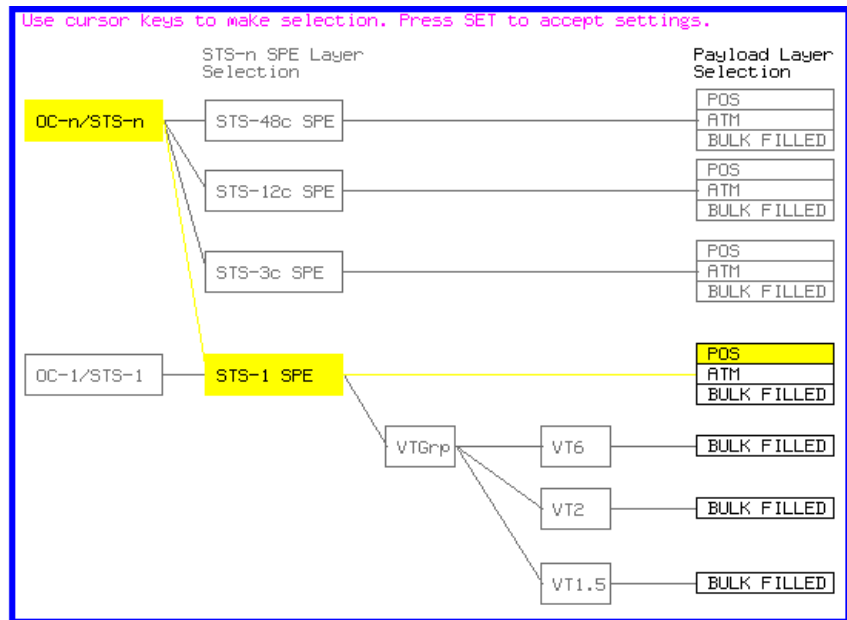 Use cursor Keys to make selection. Press SET to accept settings.
STS-n SPE Layer
Selection
Payload Layer
Selection
OC-n/STS-n
STS-48c SPE
POS
ATM
BULK FILLED
STS-12c SPE
POS
ATM
BULK FILLED
STS-3c SPE
POS
ATM
BULK FILLED
OC-1/STS-1
STS-1 SPE
POS
ATM
BULK FILLED
VTGrp
VT6
BULK FILLED
VT2
BULK FILLED
VT1.5
BULK FILLED